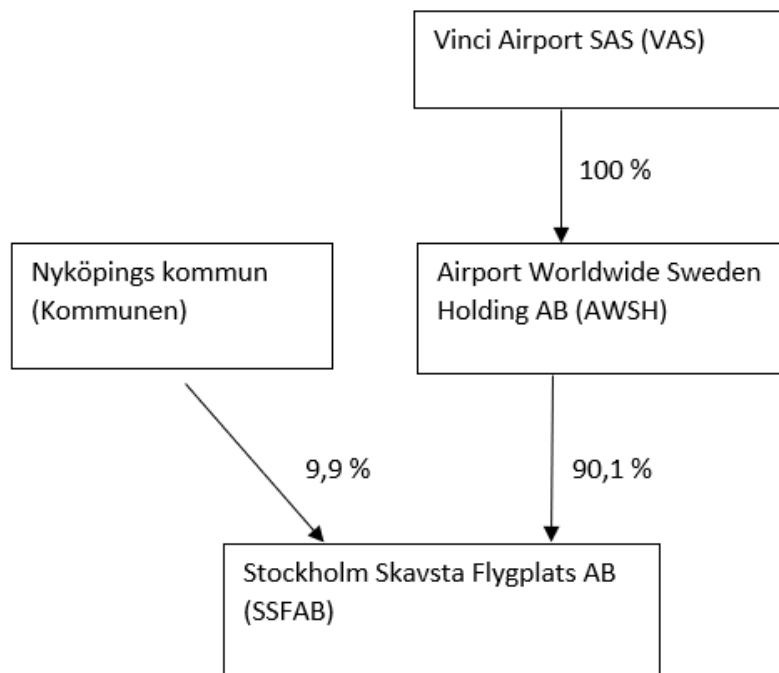 Vinci Airport SAS (VAS)
100 %
Nyköpings kommun
(Kommunen)
Airport Worldwide Sweden
Holding AB (AWSH)
9,9 %
90,1 %
Stockholm Skavsta Flygplats AB
(SSFAB)